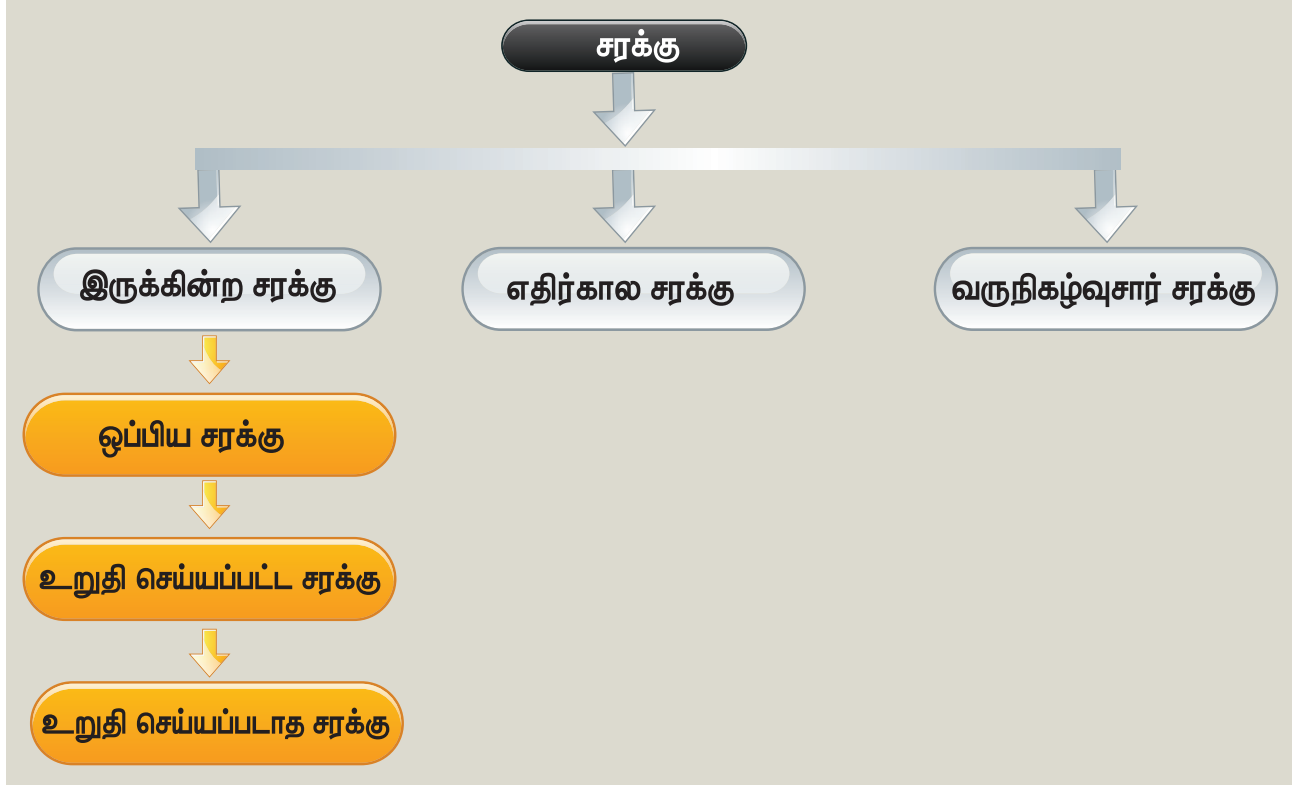 சரக்கு
இருக்கின்ற சரக்கு
எதிர்கால சரக்கு
வருநிகழ்வுசார் சரக்கு
ஒப்பிய சரக்கு
உறுதி செய்யப்பட்ட சரக்கு
உறுதி செய்யப்படாத சரக்கு